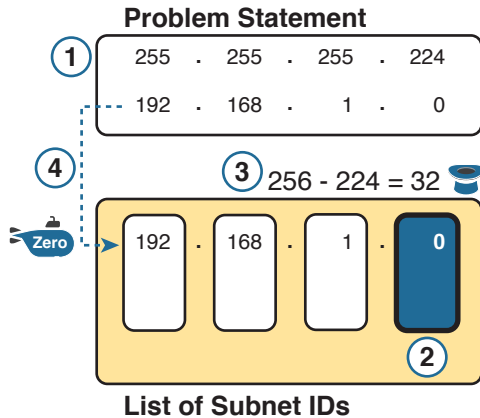 Problem Statement
1 255 . 255 . 255 . 224
192 . 168 . 1 . 0
4
3 256 - 224 = 32
Zero 192 . 168 . 1 . 0
2
List of Subnet IDs